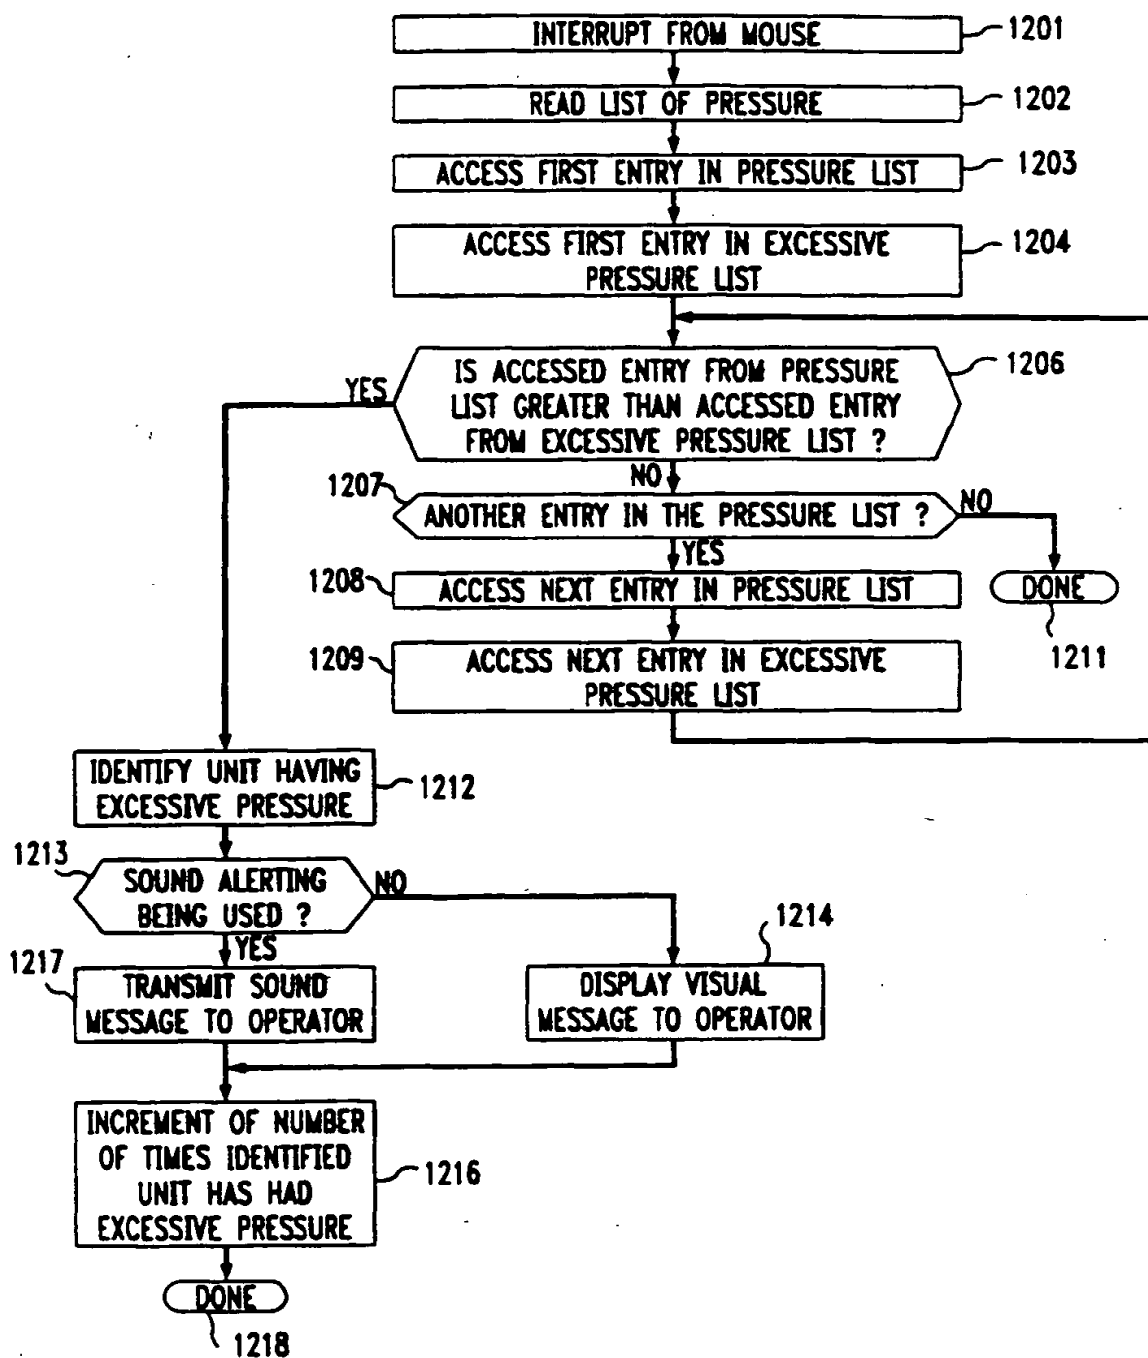 INTERRUPT FROM MOUSE
1201
READ LIST OF PRESSURE
1202
ACCESS FIRST ENTRY IN PRESSURE LIST
1203
ACCESS FIRST ENTRY IN EXCESSIVE
PRESSURE LIST
1204
IS ACCESSED ENTRY FROM PRESSURE
LIST GREATER THAN ACCESSED ENTRY
FROM EXCESSIVE PRESSURE LIST ?
1206
YES
NO
1207
ANOTHER ENTRY IN THE PRESSURE LIST ?
NO
YES
1208
ACCESS NEXT ENTRY IN PRESSURE LIST
DONE
1211
1209
ACCESS NEXT ENTRY IN EXCESSIVE
PRESSURE LIST
IDENTIFY UNIT HAVING
EXCESSIVE PRESSURE
1212
1213
SOUND ALERTING
BEING USED ?
NO
YES
1217
TRANSMIT SOUND
MESSAGE TO OPERATOR
1214
DISPLAY VISUAL
MESSAGE TO OPERATOR
INCREMENT OF NUMBER
OF TIMES IDENTIFIED
UNIT HAS HAD
EXCESSIVE PRESSURE
1216
DONE
1218